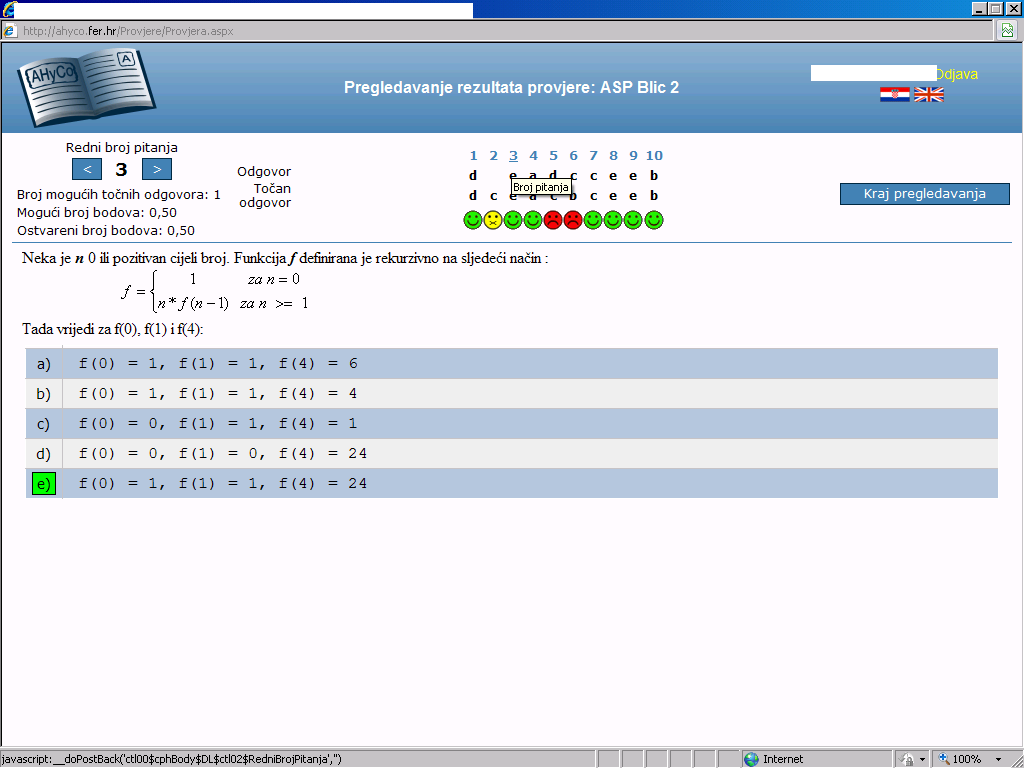 http://ahyco.fer.hr/Provjere/Provjera.aspx
AHyCo
A
Pregledavanje rezultata provjere: ASP Blic 2
Odjava
Redni broj pitanja
< 3 >
Broj mogućih točnih odgovora: 1
Mogući broj bodova: 0,50
Ostvareni broj bodova: 0,50
1 2 3 4 5 6 7 8 9 10
Odgovor d e a d c c e e b
Točan odgovor d c e a c b c e e b
Broj pitanja
Kraj pregledavanja
Neka je n 0 ili pozitivan cijeli broj. Funkcija f definirana je rekurzivno na sljedeći način :
f = { 1 za n = 0
n * f (n − 1) za n >= 1
Tada vrijedi za f(0), f(1) i f(4):
a) f(0) = 1, f(1) = 1, f(4) = 6
b) f(0) = 1, f(1) = 1, f(4) = 4
c) f(0) = 0, f(1) = 1, f(4) = 1
d) f(0) = 0, f(1) = 0, f(4) = 24
e) f(0) = 1, f(1) = 1, f(4) = 24
javascript:__doPostBack('ctl00$cphBody$DL$ctl02$RedniBrojPitanja','')
Internet
100%